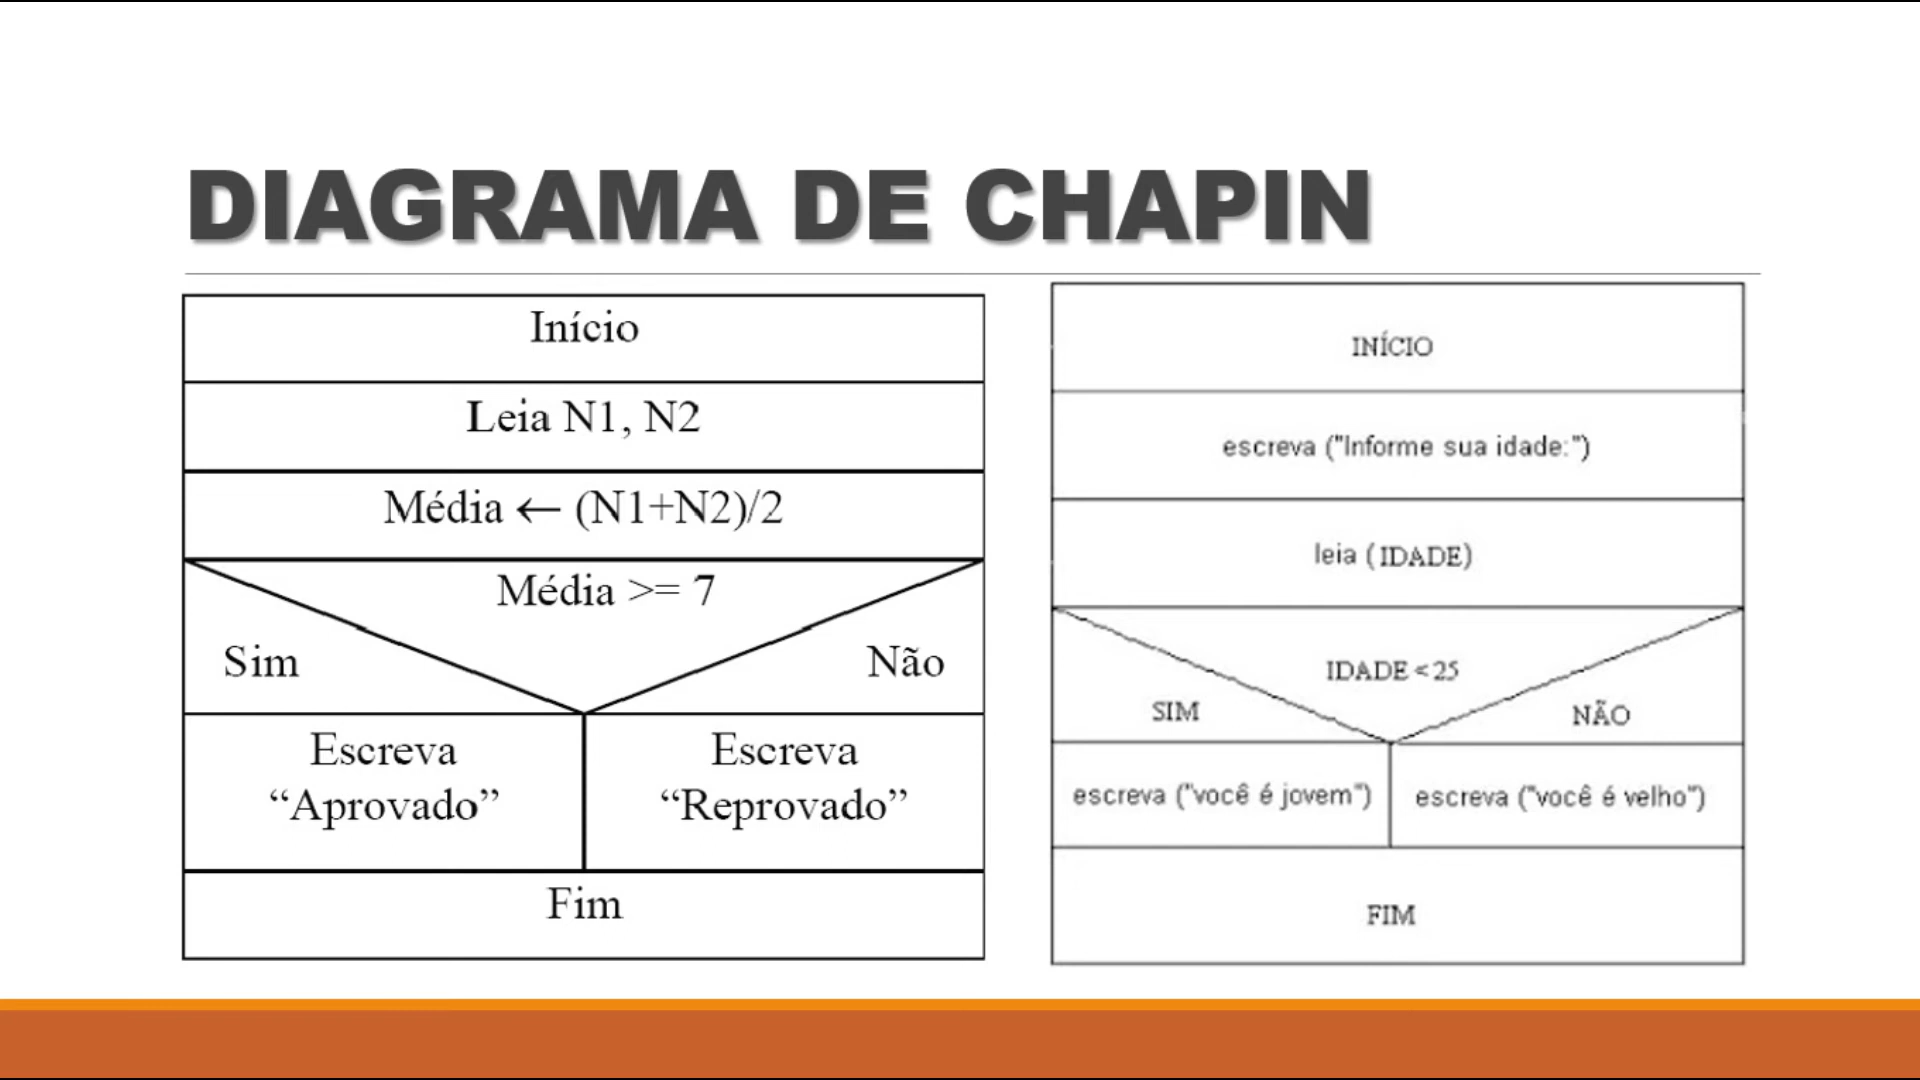 DIAGRAMA DE CHAPIN
Início
Leia N1, N2
Média ← (N1+N2)/2
Média >= 7
Sim
Não
Escreva
“Aprovado”
Escreva
“Reprovado”
Fim
INÍCIO
escreva ("Informe sua idade:")
leia (IDADE)
IDADE < 25
SIM
NÃO
escreva ("você é jovem")
escreva ("você é velho")
FIM